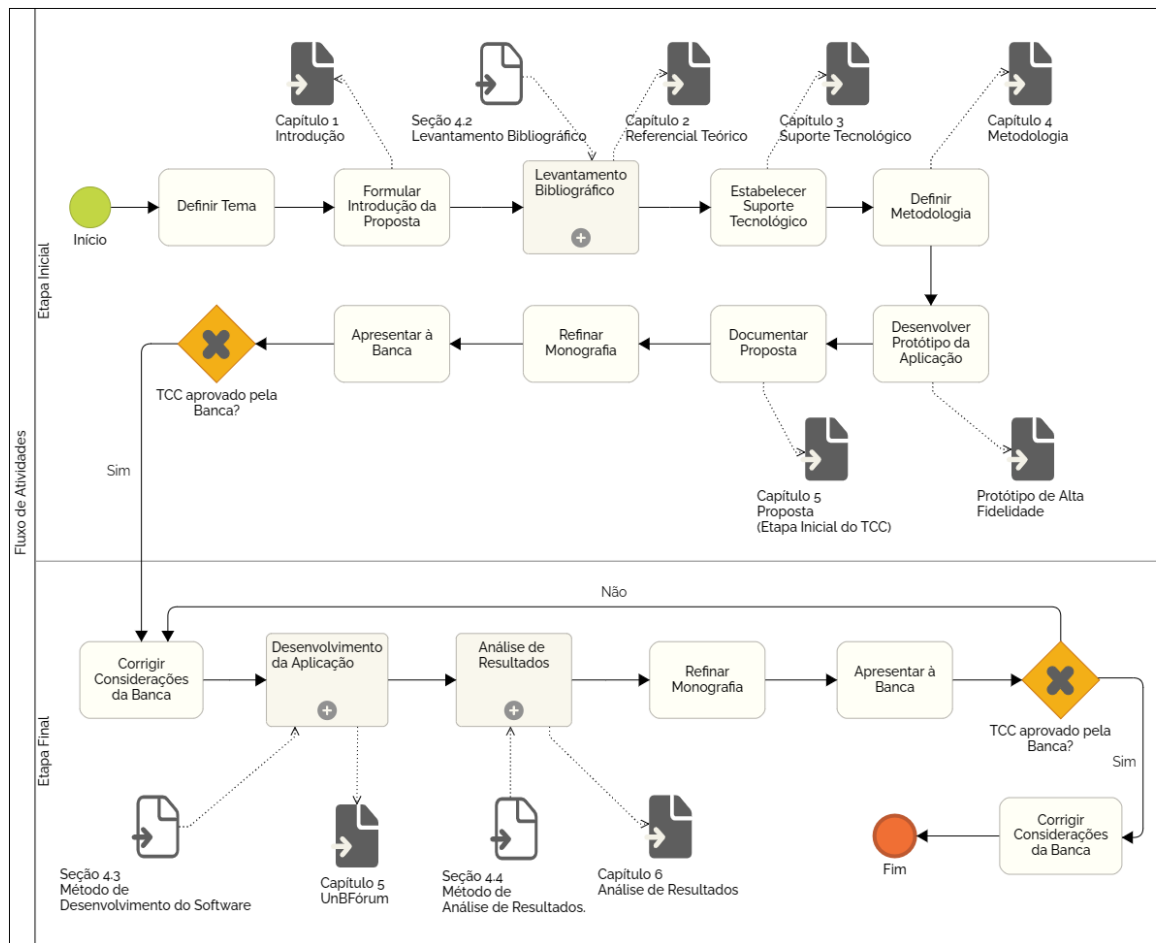 Fluxo de Atividades
Etapa Inicial
Capítulo 1
Introdução
Seção 4.2
Levantamento Bibliográfico
Capítulo 2
Referencial Teórico
Capítulo 3
Suporte Tecnológico
Capítulo 4
Metodologia
Início
Definir Tema
Formular
Introdução da
Proposta
Levantamento
Bibliográfico
Estabelecer
Suporte
Tecnológico
Definir
Metodologia
TCC aprovado pela
Banca?
Apresentar à
Banca
Refinar
Monografia
Documentar
Proposta
Desenvolver
Protótipo da
Aplicação
Sim
Capítulo 5
Proposta
(Etapa Inicial do TCC)
Protótipo de Alta
Fidelidade
Etapa Final
Não
Corrigir
Considerações
da Banca
Desenvolvimento
da Aplicação
Análise de
Resultados
Refinar
Monografia
Apresentar à
Banca
TCC aprovado pela
Banca?
Sim
Seção 4.3
Método de
Desenvolvimento do Software
Capítulo 5
UnBFórum
Seção 4.4
Método de
Análise de Resultados.
Capítulo 6
Análise de Resultados
Fim
Corrigir
Considerações
da Banca